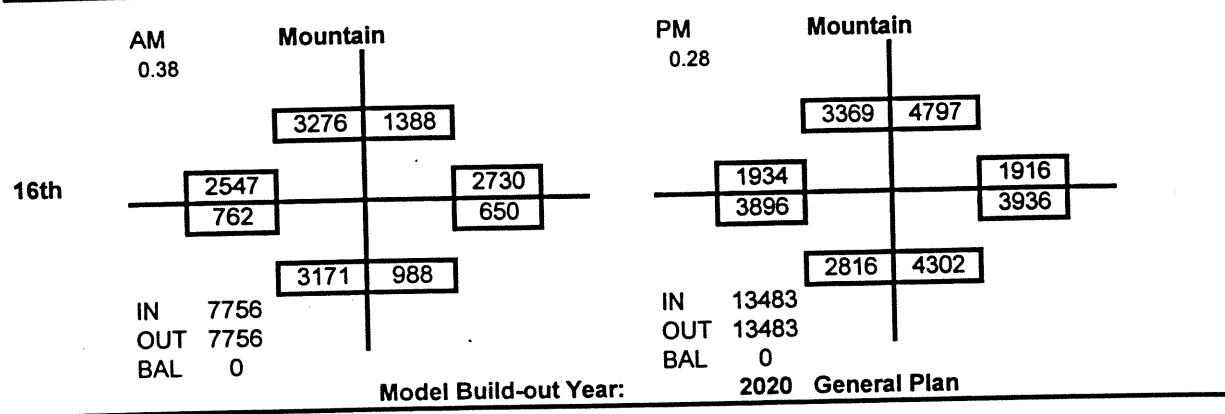 AM Mountain PM Mountain
0.38 0.28
3276 1388 3369 4797
16th 2547 2730 1934 1916
762 650 3896 3936
3171 988 2816 4302
IN 7756 IN 13483
OUT 7756 OUT 13483
BAL 0 BAL 0
Model Build-out Year: 2020 General Plan